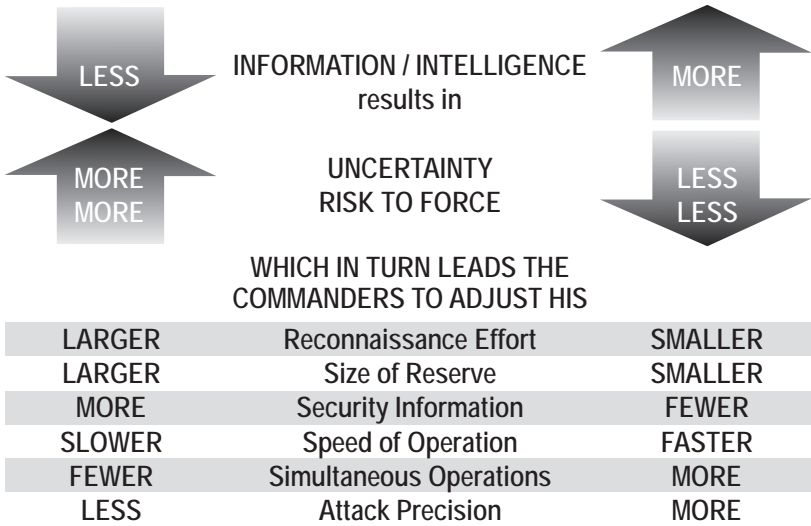 LESS INFORMATION / INTELLIGENCE MORE
results in
MORE UNCERTAINTY LESS
MORE RISK TO FORCE LESS
WHICH IN TURN LEADS THE
COMMANDERS TO ADJUST HIS
LARGER Reconnaissance Effort SMALLER
LARGER Size of Reserve SMALLER
MORE Security Information FEWER
SLOWER Speed of Operation FASTER
FEWER Simultaneous Operations MORE
LESS Attack Precision MORE